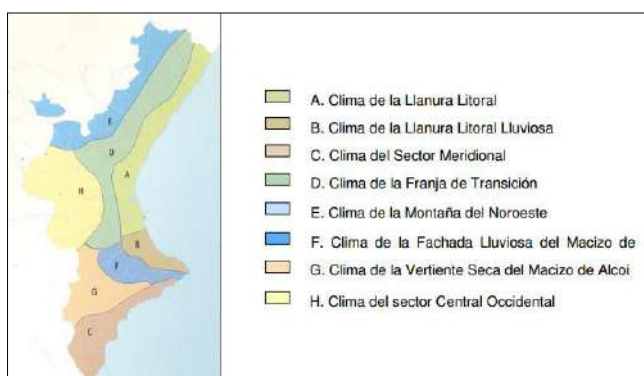 E
D
H
A
B
F
G
C
A. Clima de la Llanura Litoral
B. Clima de la Llanura Litoral Lluviosa
C. Clima del Sector Meridional
D. Clima de la Franja de Transición
E. Clima de la Montaña del Noroeste
F. Clima de la Fachada Lluviosa del Macizo de
G. Clima de la Vertiente Seca del Macizo de Alcoi
H. Clima del sector Central Occidental